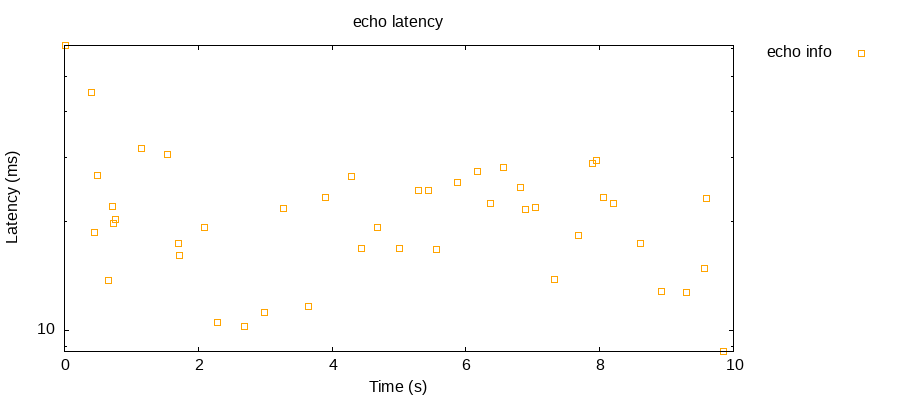 echo latency
echo info
Latency (ms)
10
0 2 4 6 8 10
Time (s)